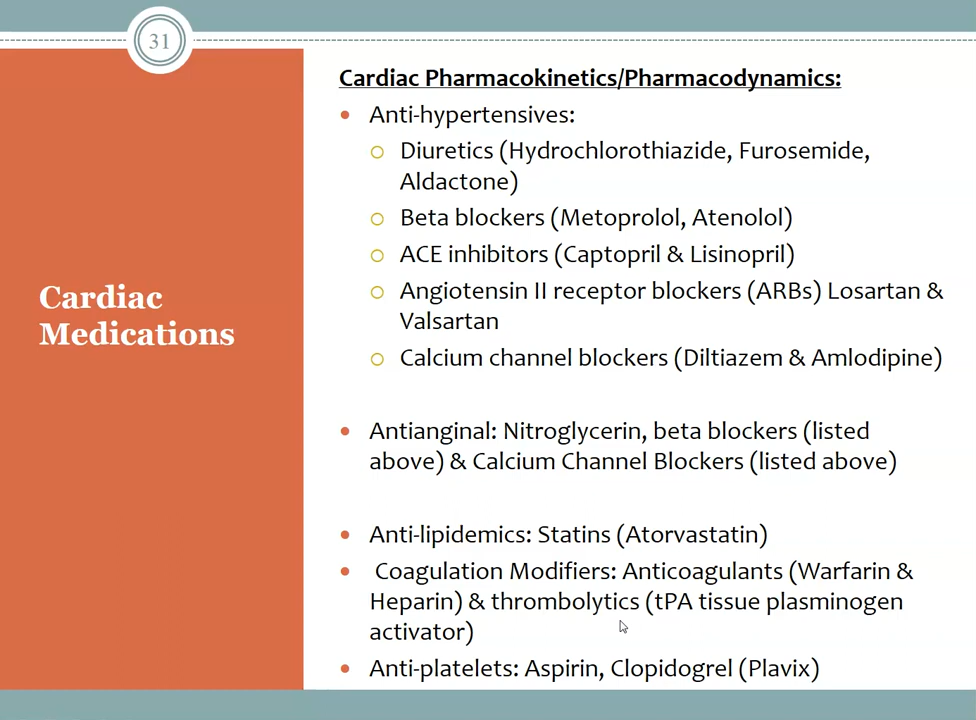 31
Cardiac
Medications
Cardiac Pharmacokinetics/Pharmacodynamics:
• Anti-hypertensives:
○ Diuretics (Hydrochlorothiazide, Furosemide,
Aldactone)
○ Beta blockers (Metoprolol, Atenolol)
○ ACE inhibitors (Captopril & Lisinopril)
○ Angiotensin II receptor blockers (ARBs) Losartan &
Valsartan
○ Calcium channel blockers (Diltiazem & Amlodipine)
• Antianginal: Nitroglycerin, beta blockers (listed
above) & Calcium Channel Blockers (listed above)
• Anti-lipidemics: Statins (Atorvastatin)
• Coagulation Modifiers: Anticoagulants (Warfarin &
Heparin) & thrombolytics (tPA tissue plasminogen
activator)
• Anti-platelets: Aspirin, Clopidogrel (Plavix)